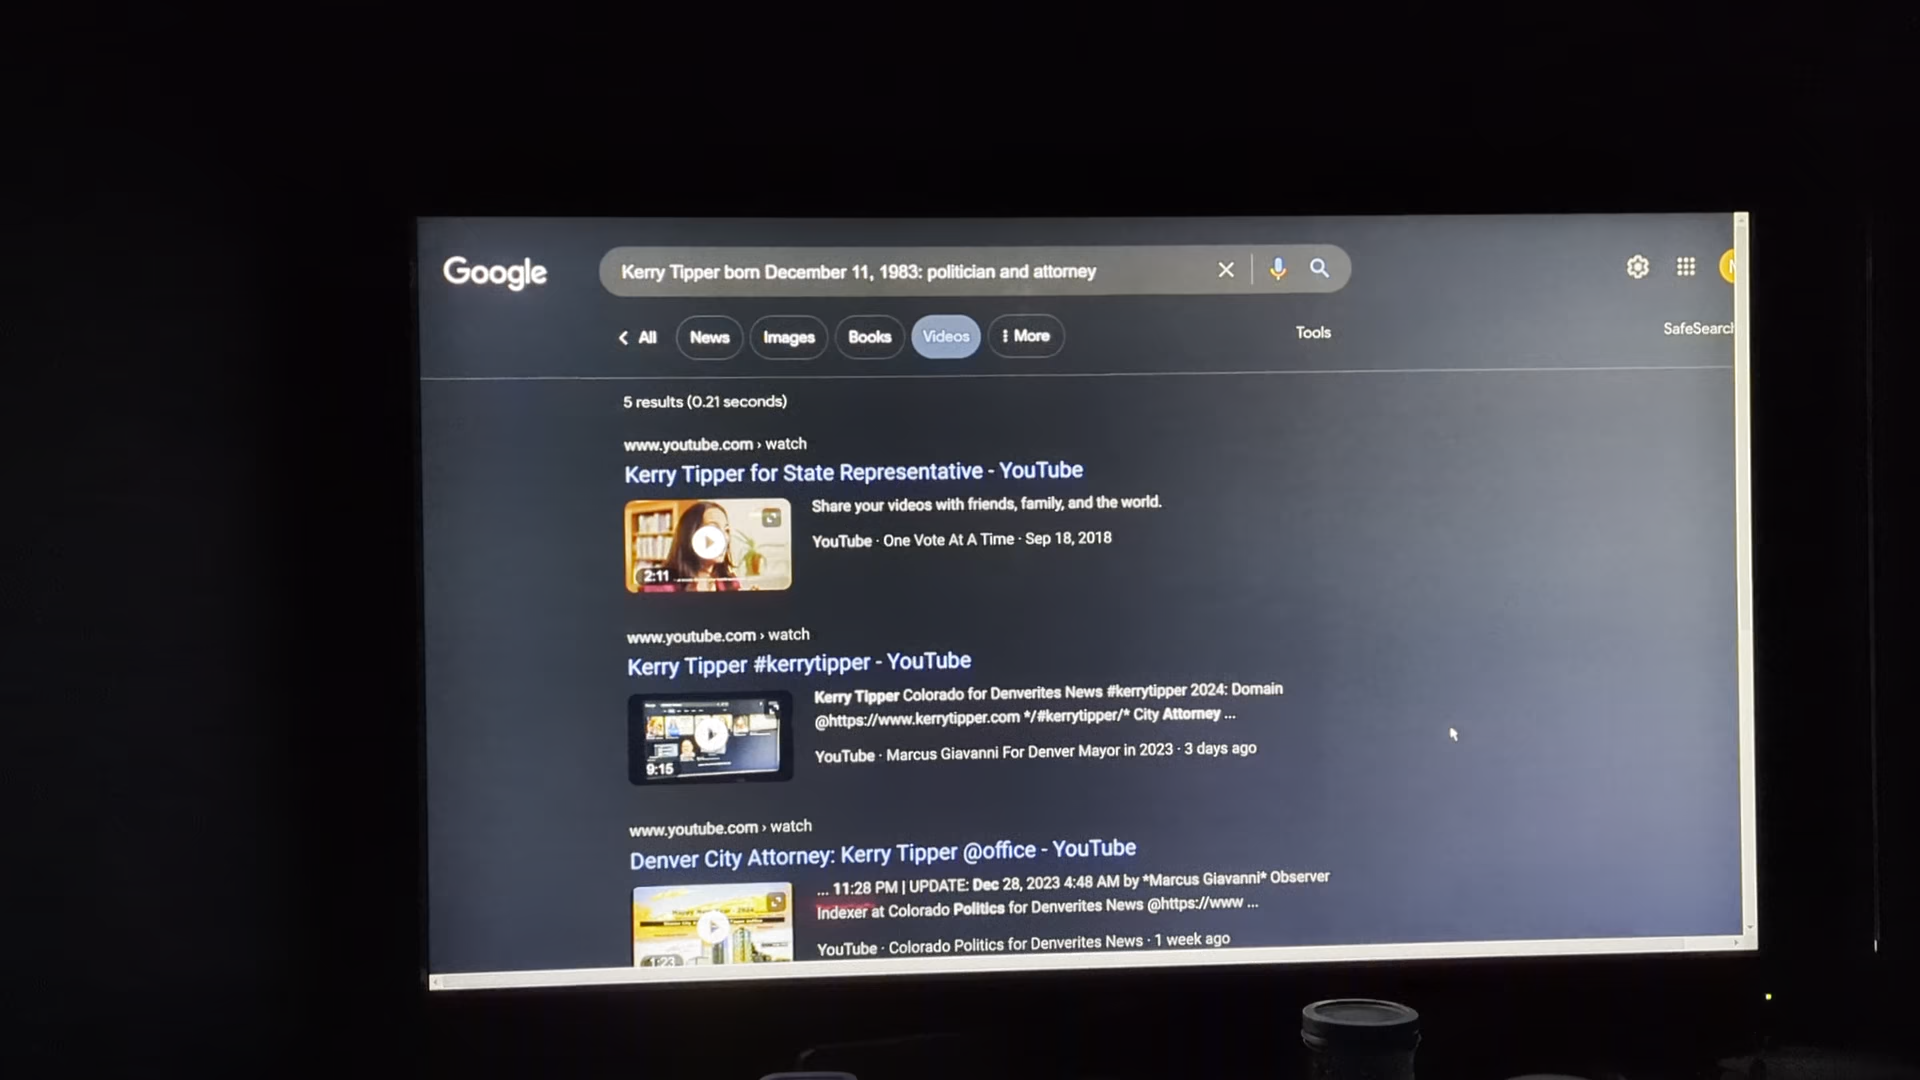 Google
Kerry Tipper born December 11, 1983: politician and attorney
All
News
Images
Books
Videos
More
Tools
SafeSearch
5 results (0.21 seconds)
www.youtube.com › watch
Kerry Tipper for State Representative - YouTube
Share your videos with friends, family, and the world.
YouTube · One Vote At A Time · Sep 18, 2018
2:11
www.youtube.com › watch
Kerry Tipper #kerrytipper - YouTube
Kerry Tipper Colorado for Denverites News #kerrytipper 2024: Domain
@https://www.kerrytipper.com */#kerrytipper/* City Attorney ...
YouTube · Marcus Giavanni For Denver Mayor in 2023 · 3 days ago
9:15
www.youtube.com › watch
Denver City Attorney: Kerry Tipper @office - YouTube
... 11:28 PM | UPDATE: Dec 28, 2023 4:48 AM by *Marcus Giavanni* Observer
Indexer at Colorado Politics for Denverites News @https://www ...
YouTube · Colorado Politics for Denverites News · 1 week ago
1:23